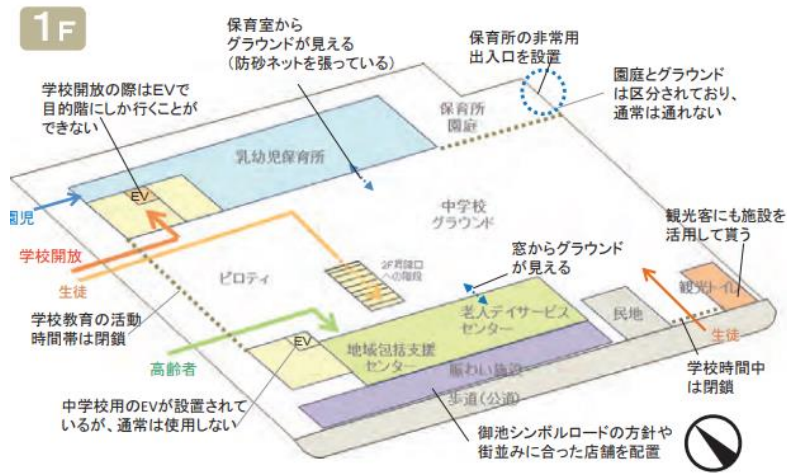 1F
保育室から
グラウンドが見える
(防砂ネットを張っている)
保育所の非常用
出入口を設置
学校開放の際はEVで
目的階にしか行くことが
できない
園庭とグラウンド
は区分されており、
通常は通れない
保育所
園庭
乳幼児保育所
EV
中学校
グラウンド
園児
学校開放
生徒
観光客にも施設を
活用して貰う
ピロティ
2F昇降口
への階段
窓からグラウンド
が見える
観光トイレ
学校教育の活動
時間帯は閉鎖
老人デイサービス
センター
民地
生徒
EV
地域包括支援
センター
高齢者
賑わい施設
学校時間中
は閉鎖
歩道(公道)
中学校用のEVが設置されて
いるが、通常は使用しない
御池シンボルロードの方針や
街並みに合った店舗を配置